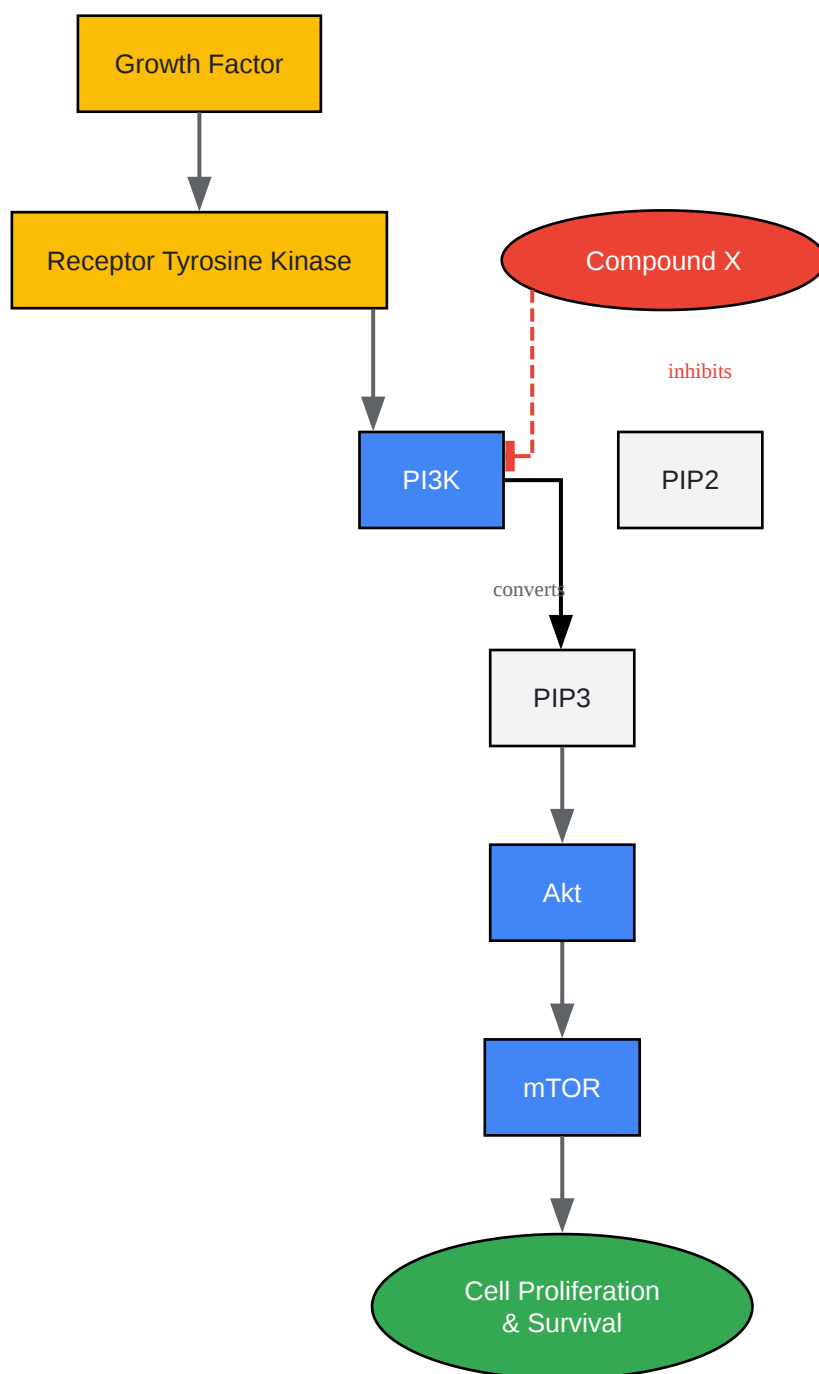 Growth Factor
Receptor Tyrosine Kinase
Compound X
inhibits
PI3K
PIP2
converts
PIP3
Akt
mTOR
Cell Proliferation
& Survival